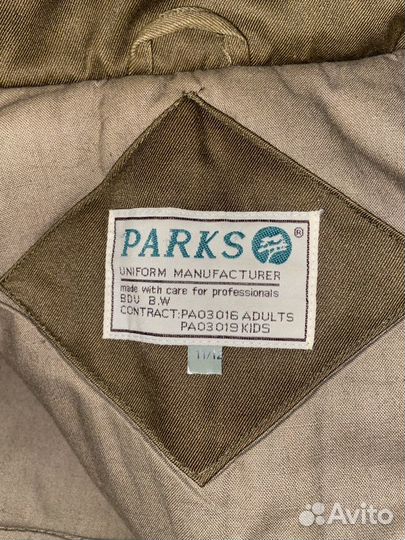 PARKS ®
UNIFORM MANUFACTURER
made with care for professionals
BDU B.W
CONTRACT:PA03016 ADULTS
PA03019 KIDS
11/12
Avito